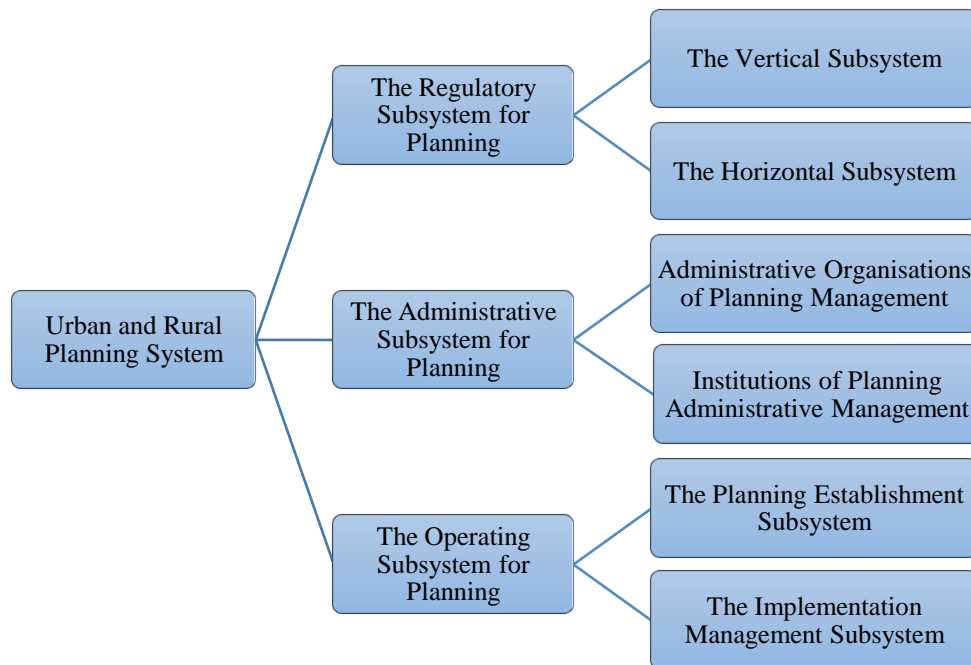 Urban and Rural
Planning System
The Regulatory
Subsystem for
Planning
The Vertical Subsystem
The Horizontal Subsystem
The Administrative
Subsystem for
Planning
Administrative Organisations
of Planning Management
Institutions of Planning
Administrative Management
The Operating
Subsystem for
Planning
The Planning Establishment
Subsystem
The Implementation
Management Subsystem